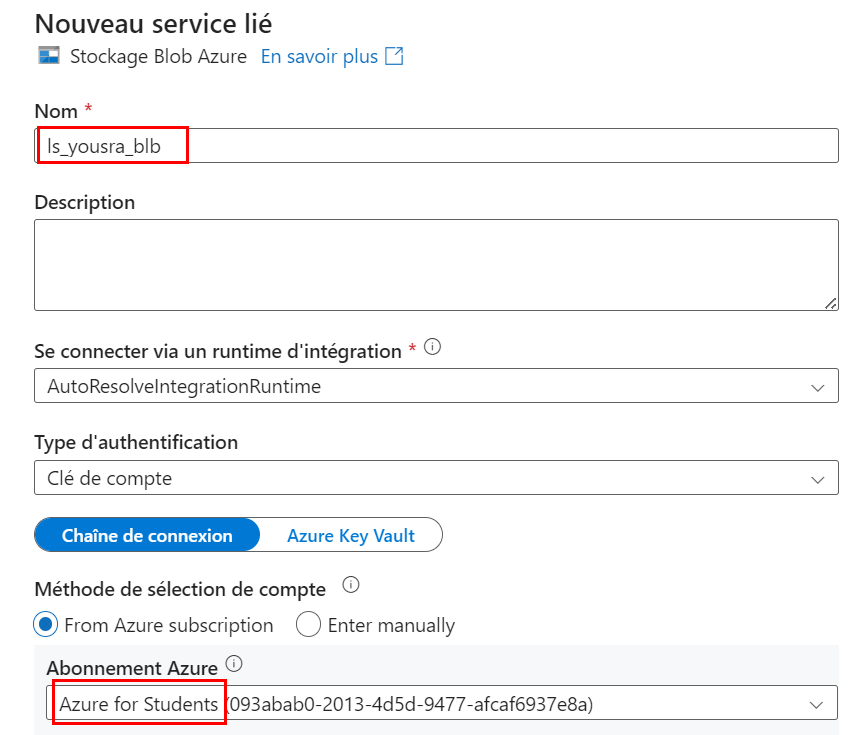 Nouveau service lié
Stockage Blob Azure En savoir plus
Nom *
ls_yousra_blb
Description
Se connecter via un runtime d'intégration *
AutoResolveIntegrationRuntime
Type d'authentification
Clé de compte
Chaîne de connexion Azure Key Vault
Méthode de sélection de compte
From Azure subscription Enter manually
Abonnement Azure
Azure for Students (093abab0-2013-4d5d-9477-afcaf6937e8a)